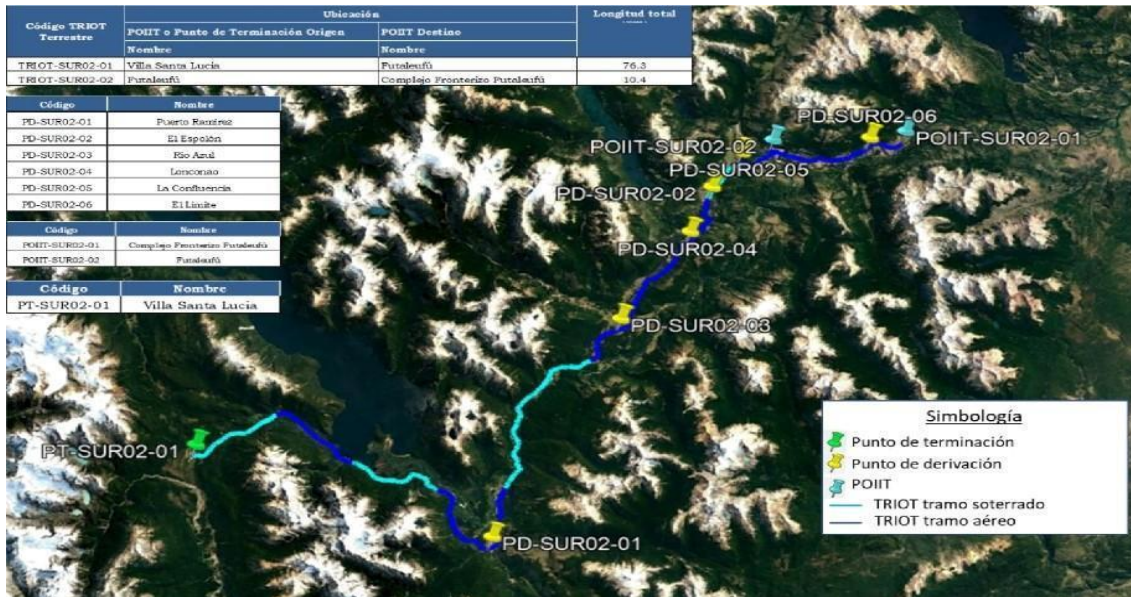 Código TRIOT Terrestre
Ubicación
Longitud total
POIIT o Punto de Terminación Origen
POIIT Destino
Nombre
Nombre
TRIOT-SUR02-01 Villa Santa Lucia Futaleufú 76.3
TRIOT-SUR02-02 Futaleufú Complejo Fronterizo Futaleufú 10.4
Código Nombre
PD-SUR02-01 Puerto Ramírez
PD-SUR02-02 El Espolón
PD-SUR02-03 Río Azul
PD-SUR02-04 Lonconao
PD-SUR02-05 La Confluencia
PD-SUR02-06 El Limite
Código Nombre
POIIT-SUR02-01 Complejo Fronterizo Futaleufú
POIIT-SUR02-02 Futaleufú
Código Nombre
PT-SUR02-01 Villa Santa Lucia
PD-SUR02-06
POIIT-SUR02-01
POIIT-SUR02-02
PD-SUR02-05
PD-SUR02-02
PD-SUR02-04
PD-SUR02-03
PT-SUR02-01
PD-SUR02-01
Simbología
Punto de terminación
Punto de derivación
POIIT
TRIOT tramo soterrado
TRIOT tramo aéreo